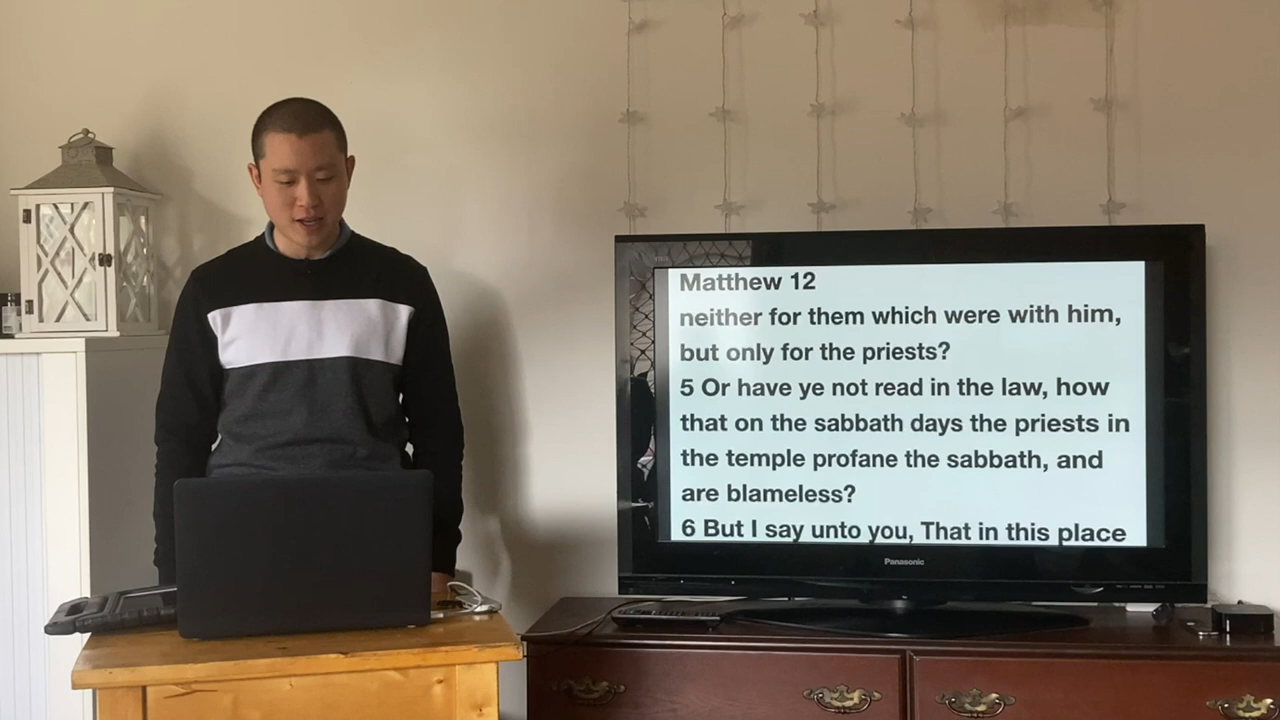 Matthew 12
neither for them which were with him,
but only for the priests?
5 Or have ye not read in the law, how
that on the sabbath days the priests in
the temple profane the sabbath, and
are blameless?
6 But I say unto you, That in this place
Panasonic